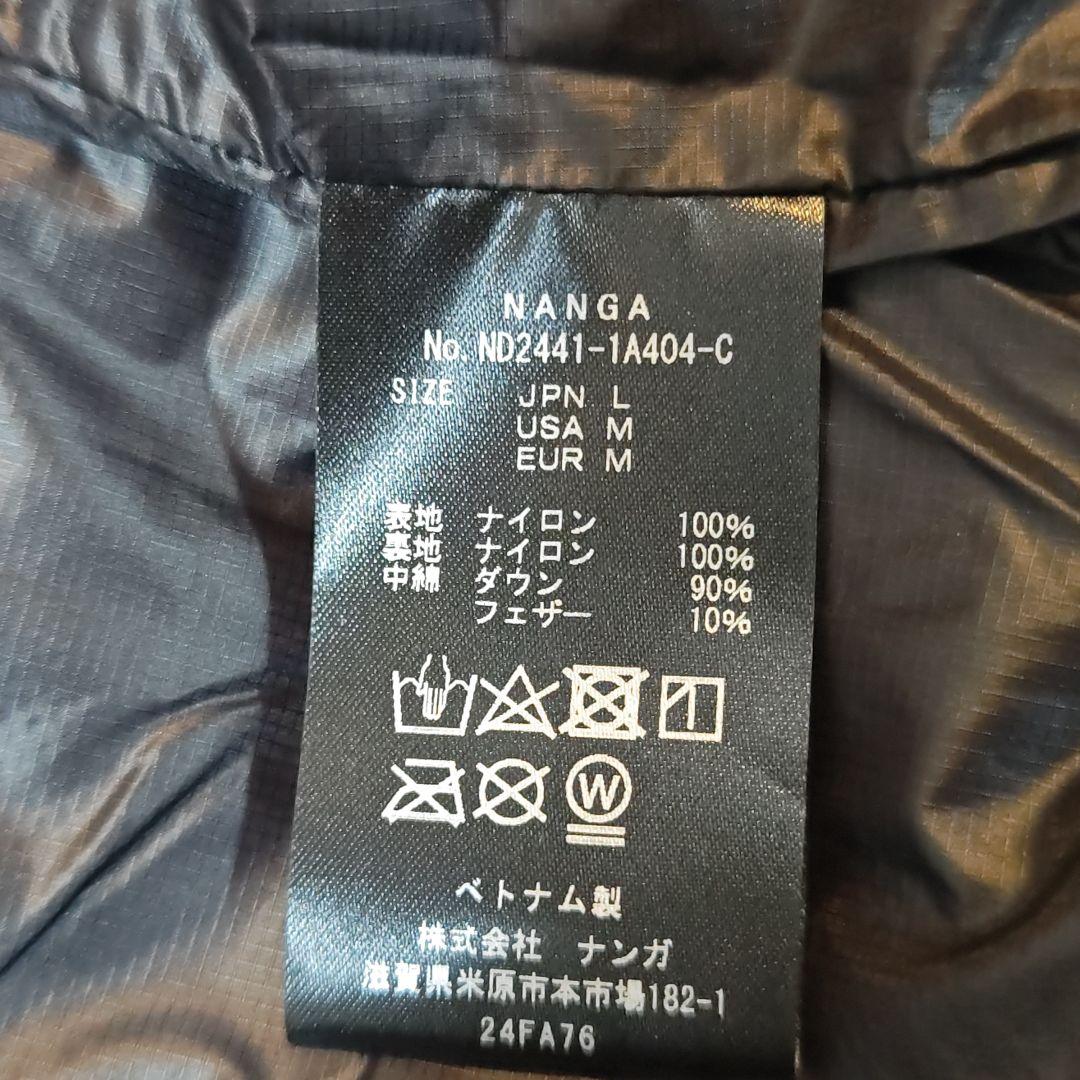 NANGA
No. ND2441-1A404-C
SIZE JPN L
USA M
EUR M
表地 ナイロン 100%
裏地 ナイロン 100%
中綿 ダウン 90%
フェザー 10%
W
ベトナム製
株式会社 ナンガ
滋賀県米原市本市場182-1
24FA76